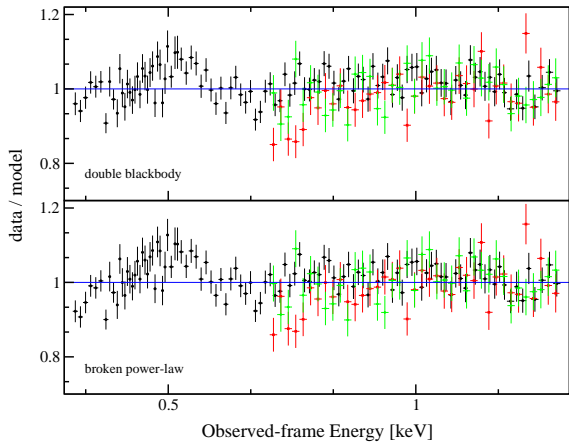 1.2
1
0.8
double blackbody
data / model
1.2
1
0.8
broken power-law
0.5
1
Observed-frame Energy [keV]